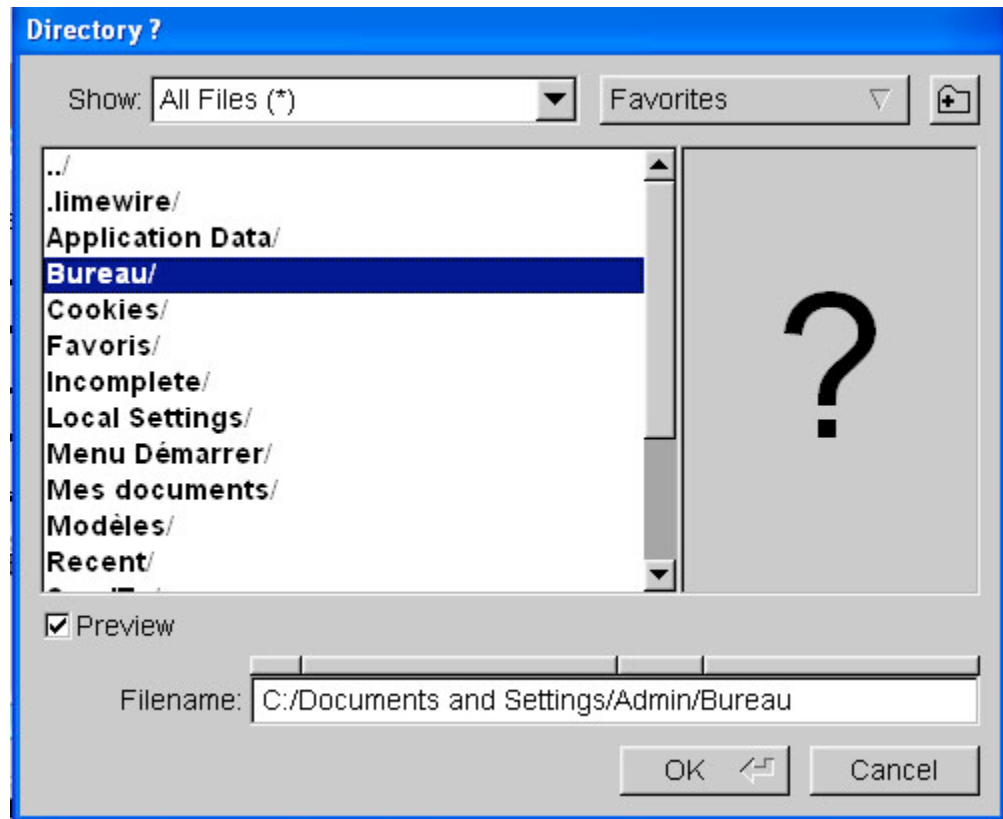 Directory ?
Show: All Files (*) Favorites
../
.limewire/
Application Data/
Bureau/
Cookies/
Favoris/
Incomplete/
Local Settings/
Menu Démarrer/
Mes documents/
Modèles/
Recent/
?
Preview
Filename: C:/Documents and Settings/Admin/Bureau
OK Cancel